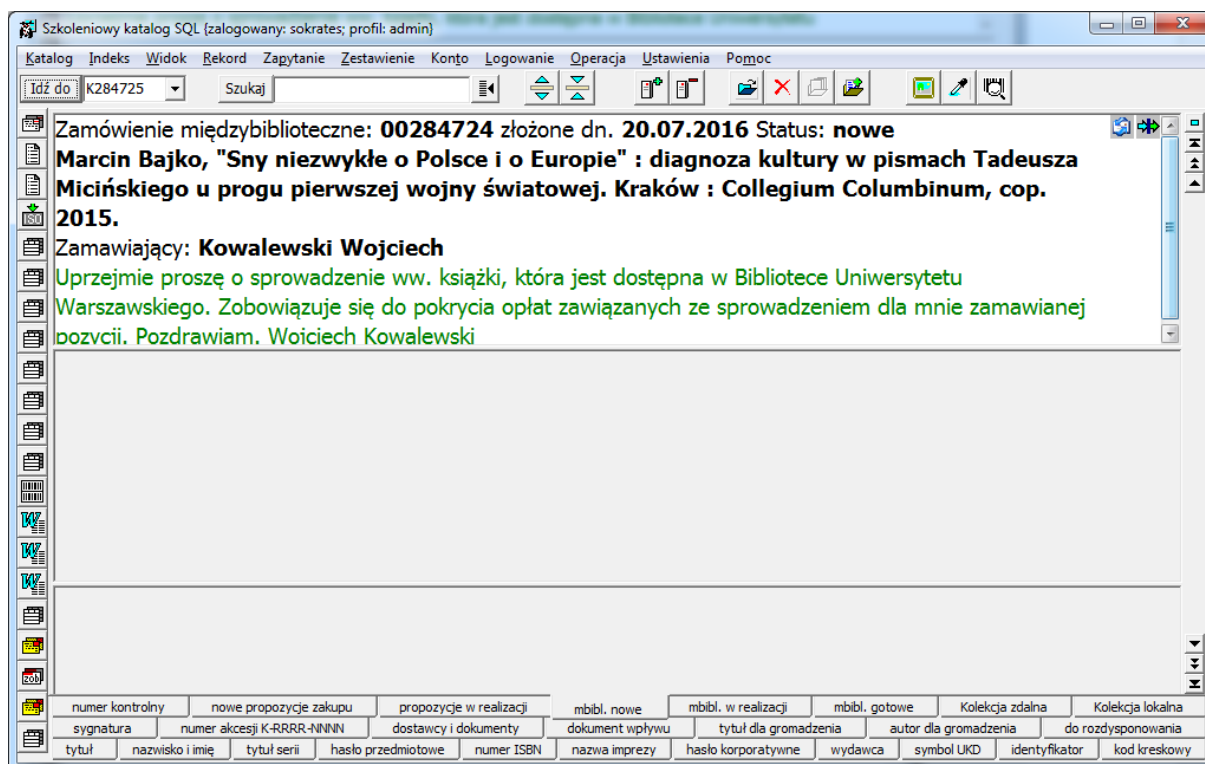 Szkoleniowy katalog SQL (zalogowany: sokrates; profil: admin)
Katalog Indeks Widok Rekord Zapytanie Zestawienie Konto Logowanie Operacja Ustawienia Pomoc
Idź do K284725 Szukaj
Zamówienie międzybiblioteczne: 00284724 złożone dn. 20.07.2016 Status: nowe
Marcin Bajko, "Sny niezwykłe o Polsce i o Europie" : diagnoza kultury w pismach Tadeusza
Micińskiego u progu pierwszej wojny światowej. Kraków : Collegium Columbinum, cop.
2015.
Zamawiający: Kowalewski Wojciech
Uprzejmie proszę o sprowadzenie ww. książki, która jest dostępna w Bibliotece Uniwersytetu
Warszawskiego. Zobowiązuje się do pokrycia opłat zawiązanych ze sprowadzeniem dla mnie zamawianej
pozycji. Pozdrawiam. Wojciech Kowalewski
ISO
zob
numer kontrolny nowe propozycje zakupu propozycje w realizacji mbibl. nowe mbibl. w realizacji mbibl. gotowe Kolekcja zdalna Kolekcja lokalna
sygnatura numer akcesji K-RRRR-NNNN dostawcy i dokumenty dokument wpływu tytuł dla gromadzenia autor dla gromadzenia do rozdysponowania
tytuł nazwisko i imię tytuł serii hasło przedmiotowe numer ISBN nazwa imprezy hasło korporatywne wydawca symbol UKD identyfikator kod kreskowy